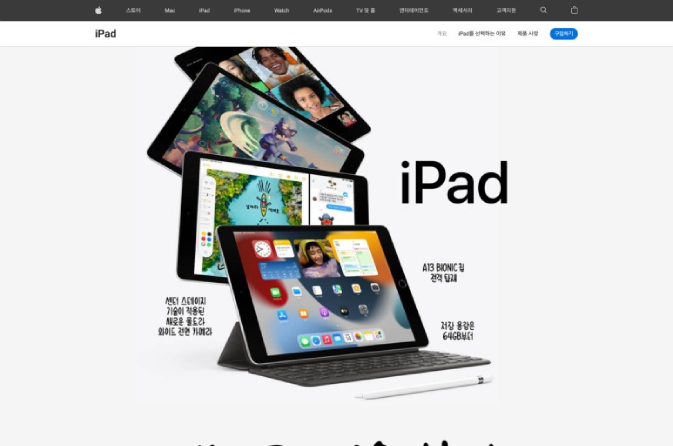 스토어 Mac iPad iPhone Watch AirPods TV 및 홈 엔터테인먼트 액세서리 고객지원
iPad
개요 iPad를 선택하는 이유 제품 사양 구입하기
iPad
A13 BIONIC 칩
전격 탑재
센터 스테이지
기술이 적용된
새로운 울트라
와이드 전면 카메라
저장 용량은
64GB부터